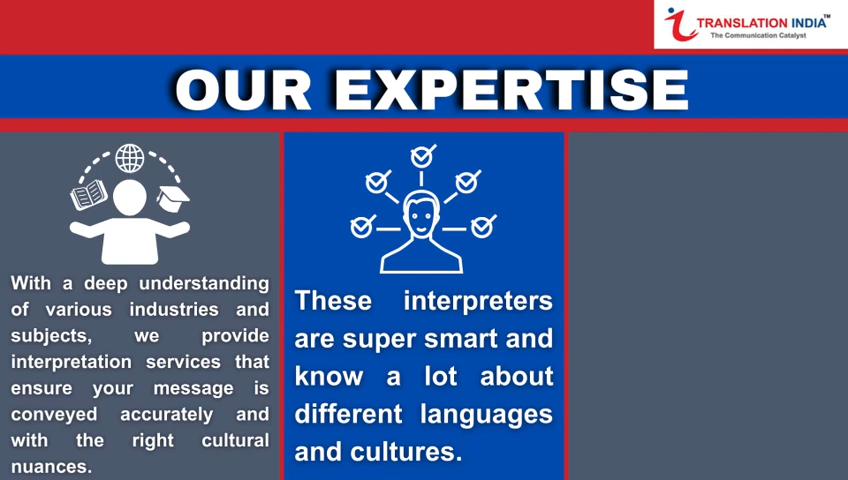 TRANSLATION INDIA™
The Communication Catalyst
OUR EXPERTISE
With a deep understanding
of various industries and
subjects, we provide
interpretation services that
ensure your message is
conveyed accurately and
with the right cultural
nuances.
These interpreters
are super smart and
know a lot about
different languages
and cultures.